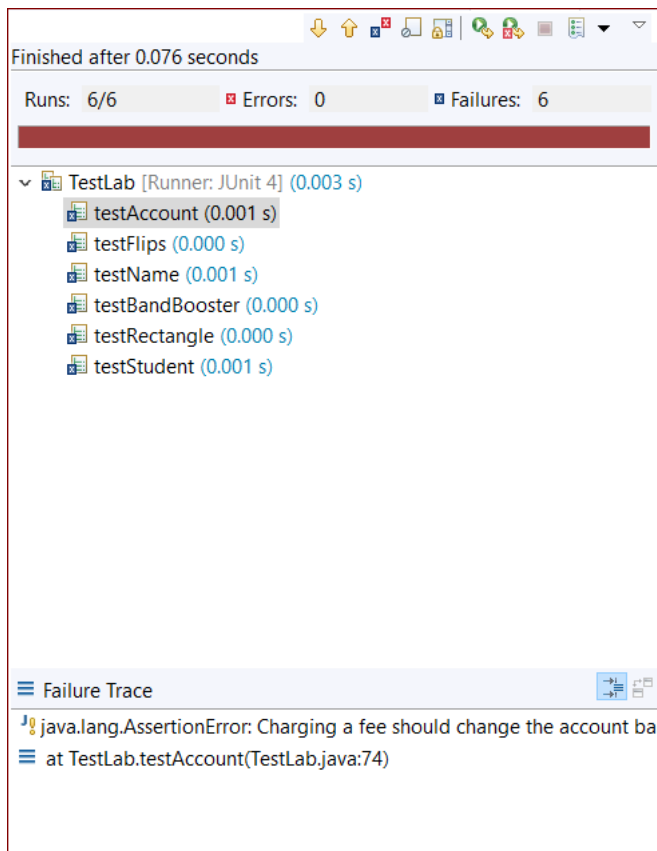 Finished after 0.076 seconds
Runs: 6/6 Errors: 0 Failures: 6
TestLab [Runner: JUnit 4] (0.003 s)
testAccount (0.001 s)
testFlips (0.000 s)
testName (0.001 s)
testBandBooster (0.000 s)
testRectangle (0.000 s)
testStudent (0.001 s)
Failure Trace
java.lang.AssertionError: Charging a fee should change the account ba
at TestLab.testAccount(TestLab.java:74)